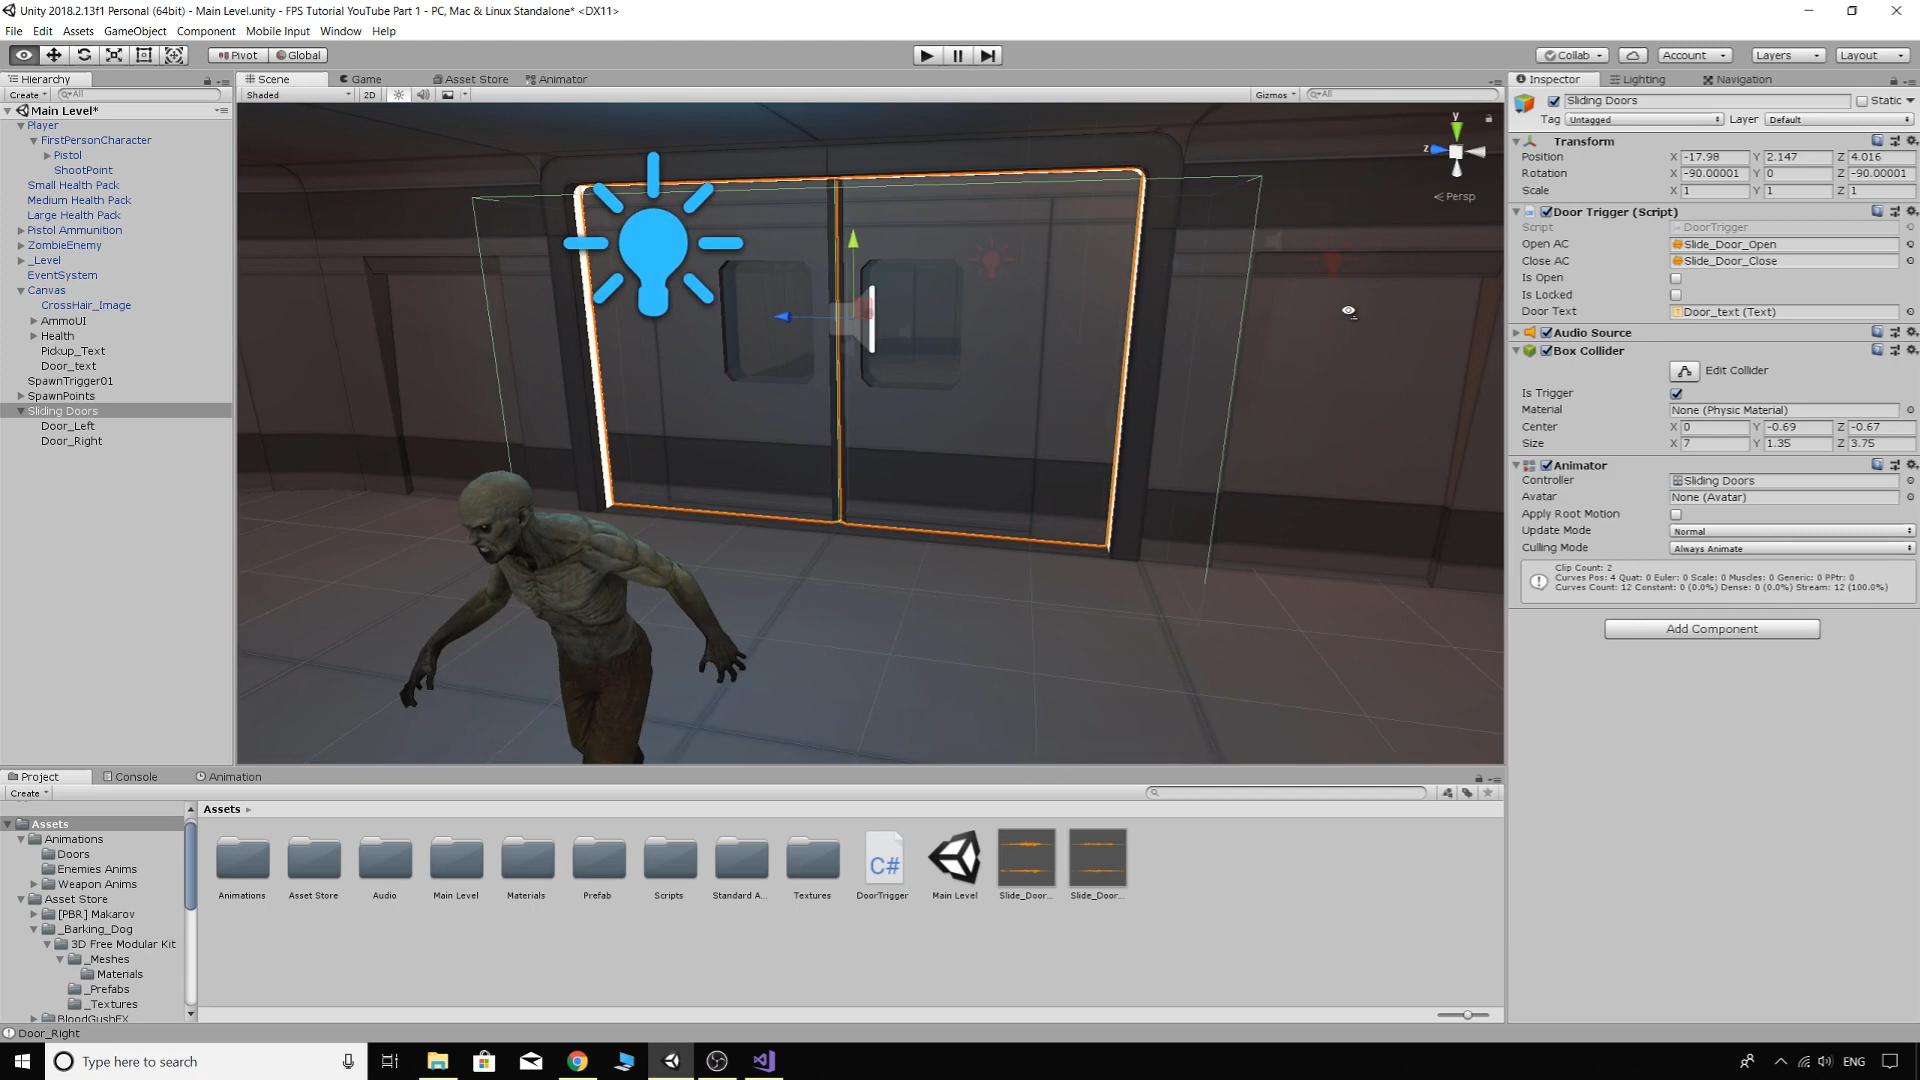 Unity 2018.2.13f1 Personal (64bit) - Main Level.unity - FPS Tutorial YouTube Part 1 - PC, Mac & Linux Standalone* <DX11>
File Edit Assets GameObject Component Mobile Input Window Help
Pivot Global Collab Account Layers Layout
Hierarchy
Create All
Main Level*
Player
FirstPersonCharacter
Pistol
ShootPoint
Small Health Pack
Medium Health Pack
Large Health Pack
Pistol Ammunition
ZombieEnemy
_Level
EventSystem
Canvas
CrossHair_Image
AmmoUI
Health
Pickup_Text
Door_text
SpawnTrigger01
SpawnPoints
Sliding Doors
Door_Left
Door_Right
Scene Game Asset Store Animator
Shaded 2D Gizmos All
y
z
Persp
Inspector Lighting Navigation
Sliding Doors Static
Tag Untagged Layer Default
Transform
Position X -17.98 Y 2.147 Z 4.016
Rotation X -90.00001 Y 0 Z -90.00001
Scale X 1 Y 1 Z 1
Door Trigger (Script)
Script DoorTrigger
Open AC Slide_Door_Open
Close AC Slide_Door_Close
Is Open
Is Locked
Door Text Door_text (Text)
Audio Source
Box Collider
Edit Collider
Is Trigger
Material None (Physic Material)
Center X 0 Y -0.69 Z -0.67
Size X 7 Y 1.35 Z 3.75
Animator
Controller Sliding Doors
Avatar None (Avatar)
Apply Root Motion
Update Mode Normal
Culling Mode Always Animate
Clip Count: 2
Curves Pos: 4 Quat: 0 Euler: 0 Scale: 0 Muscles: 0 Generic: 0 PPtr: 0
Curves Count: 12 Constant: 0 (0.0%) Dense: 0 (0.0%) Stream: 12 (100.0%)
Add Component
Project Console Animation
Create
Assets
Animations
Doors
Enemies Anims
Weapon Anims
Asset Store
[PBR] Makarov
_Barking_Dog
3D Free Modular Kit
_Meshes
Materials
_Prefabs
_Textures
BloodGushFX
Assets
C#
Animations Asset Store Audio Main Level Materials Prefab Scripts Standard A... Textures DoorTrigger Main Level Slide_Door... Slide_Door...
Door_Right
Type here to search
ENG